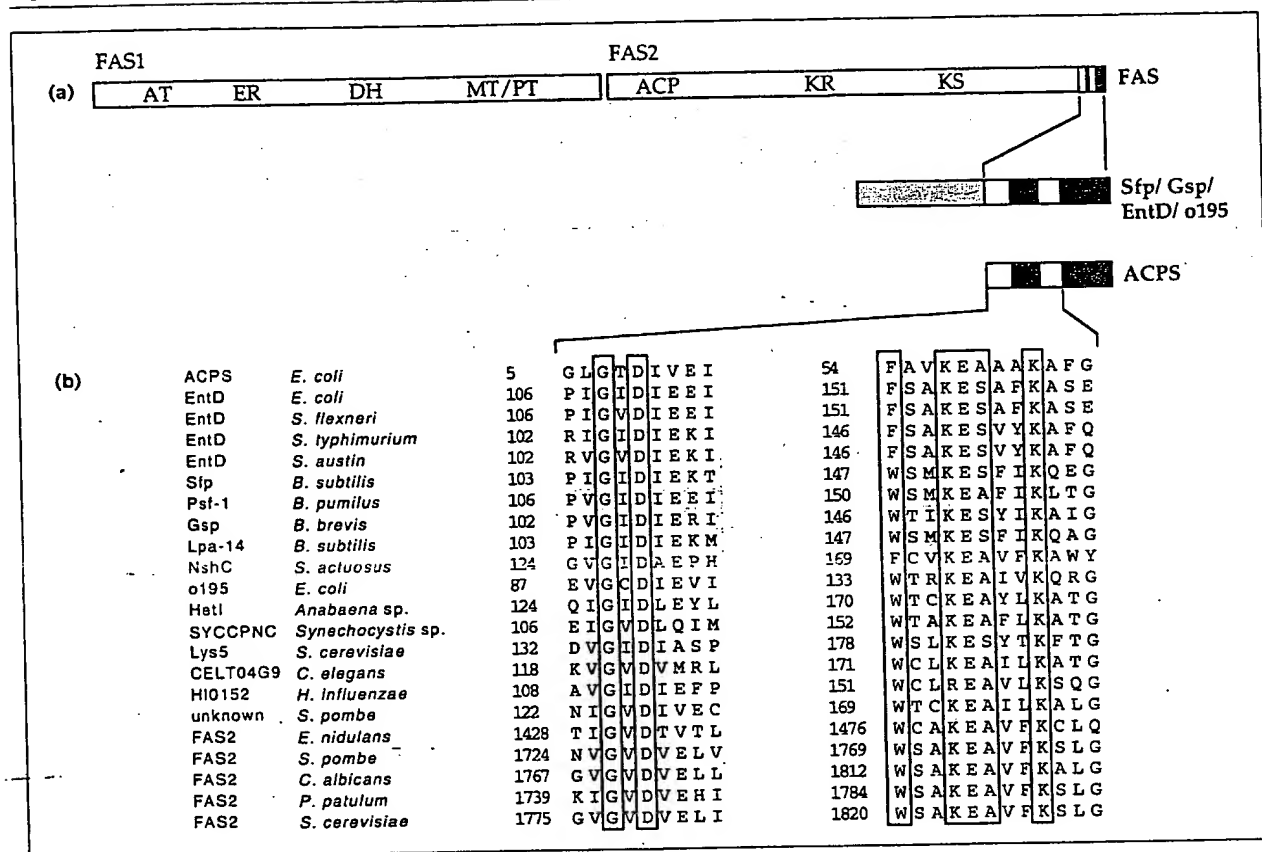 FAS1 FAS2
(a) AT ER DH MT/PT ACP KR KS FAS
Sfp/ Gsp/
EntD/ o195
ACPS
(b)
ACPS E. coli 5 G L G T D I V E I 54 F A V K E A A A K A F G
EntD E. coli 106 P I G I D I E E I 151 F S A K E S A F K A S E
EntD S. flexneri 106 P I G V D I E E I 151 F S A K E S A F K A S E
EntD S. typhimurium 102 R I G I D I E K I 146 F S A K E S V Y K A F Q
EntD S. austin 102 R V G V D I E K I 146 F S A K E S V Y K A F Q
Sfp B. subtilis 103 P I G I D I E K T 147 W S M K E S F I K Q E G
Psf-1 B. pumilus 106 P V G I D I E E I 150 W S M K E A F I K L T G
Gsp B. brevis 102 P V G I D I E R I 146 W T I K E S Y I K A I G
Lpa-14 B. subtilis 103 P I G I D I E K M 147 W S M K E S F I K Q A G
NshC S. actuosus 124 G V G I D A E P H 169 F C V K E A V F K A W Y
o195 E. coli 87 E V G C D I E V I 133 W T R K E A I V K Q R G
HetI Anabaena sp. 124 Q I G I D L E Y L 170 W T C K E A Y L K A T G
SYCCPNC Synechocystis sp. 106 E I G V D L Q I M 152 W T A K E A F L K A T G
Lys5 S. cerevisiae 132 D V G I D I A S P 178 W S L K E S Y T K F T G
CELT04G9 C. elegans 118 K V G V D V M R L 171 W C L K E A I L K A T G
HI0152 H. influenzae 108 A V G I D I E F P 151 W C L R E A V L K S Q G
unknown S. pombe 122 N I G V D I V E C 169 W T C K E A I L K A L G
FAS2 E. nidulans 1428 T I G V D T V T L 1476 W C A K E A V F K C L Q
FAS2 S. pombe 1724 N V G V D V E L V 1769 W S A K E A V F K S L G
FAS2 C. albicans 1767 G V G V D V E L L 1812 W S A K E A V F K A L G
FAS2 P. patulum 1739 K I G V D V E H I 1784 W S A K E A V F K S L G
FAS2 S. cerevisiae 1775 G V G V D V E L I 1820 W S A K E A V F K S L G